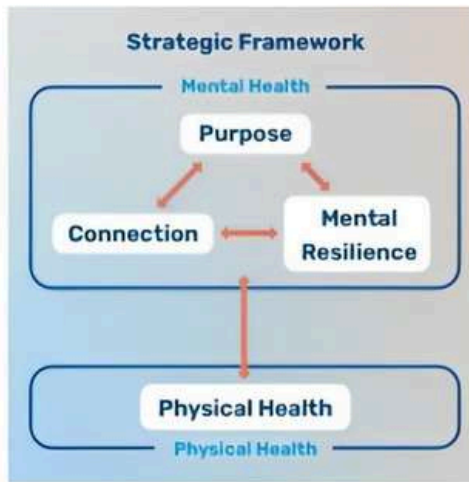 Strategic Framework
Mental Health
Purpose
Connection
Mental
Resilience
Physical Health
Physical Health